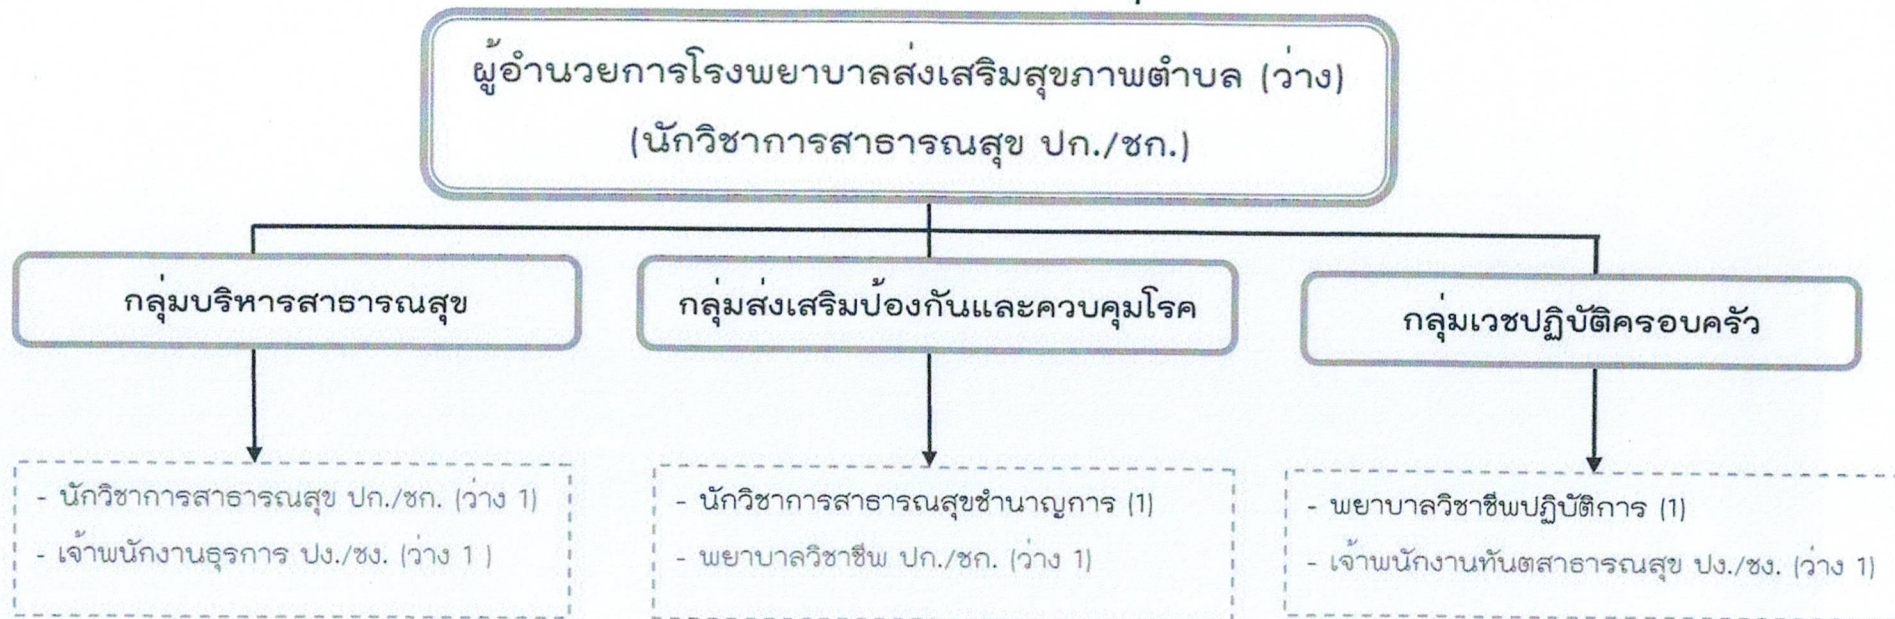 ผู้อำนวยการโรงพยาบาลส่งเสริมสุขภาพตำบล (ว่าง)
(นักวิชาการสาธารณสุข ปก./ชก.)
กลุ่มบริหารสาธารณสุข
กลุ่มส่งเสริมป้องกันและควบคุมโรค
กลุ่มเวชปฏิบัติครอบครัว
- นักวิชาการสาธารณสุข ปก./ชก. (ว่าง 1)
- เจ้าพนักงานธุรการ ปง./ชง. (ว่าง 1 )
- นักวิชาการสาธารณสุขชำนาญการ (1)
- พยาบาลวิชาชีพ ปก./ชก. (ว่าง 1)
- พยาบาลวิชาชีพปฏิบัติการ (1)
- เจ้าพนักงานทันตสาธารณสุข ปง./ชง. (ว่าง 1)